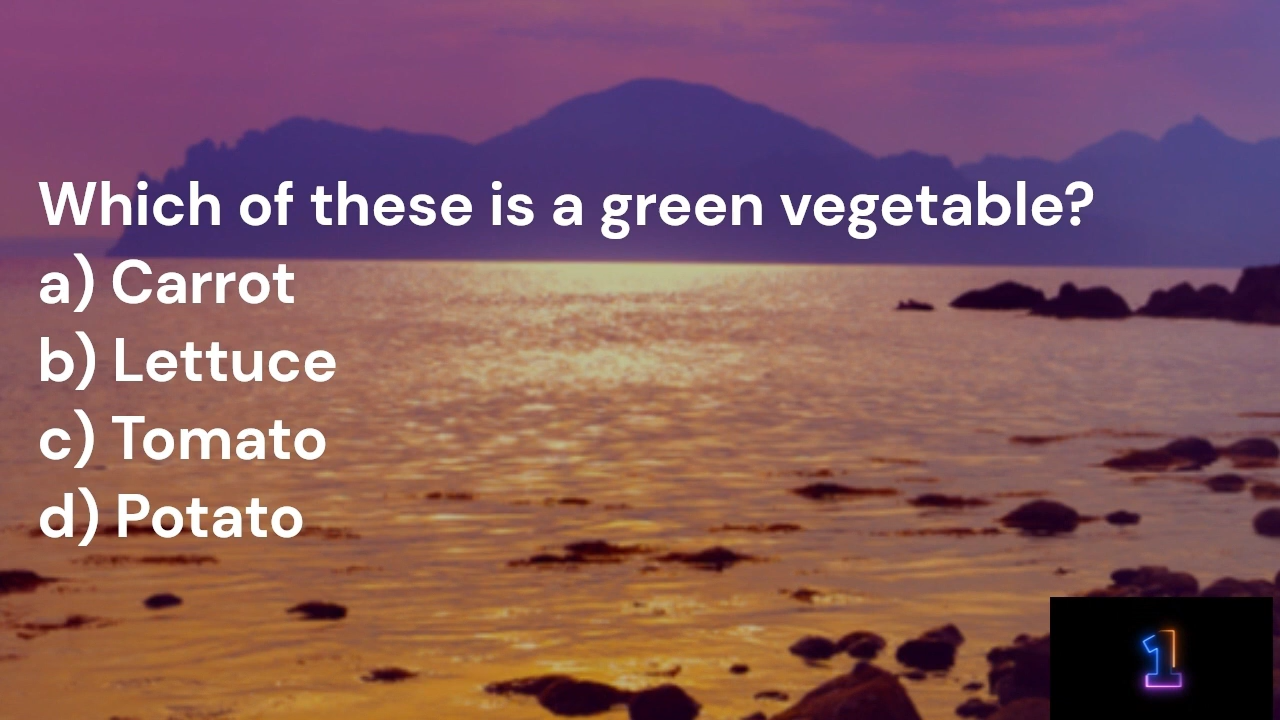 Which of these is a green vegetable?
a) Carrot
b) Lettuce
c) Tomato
d) Potato
1